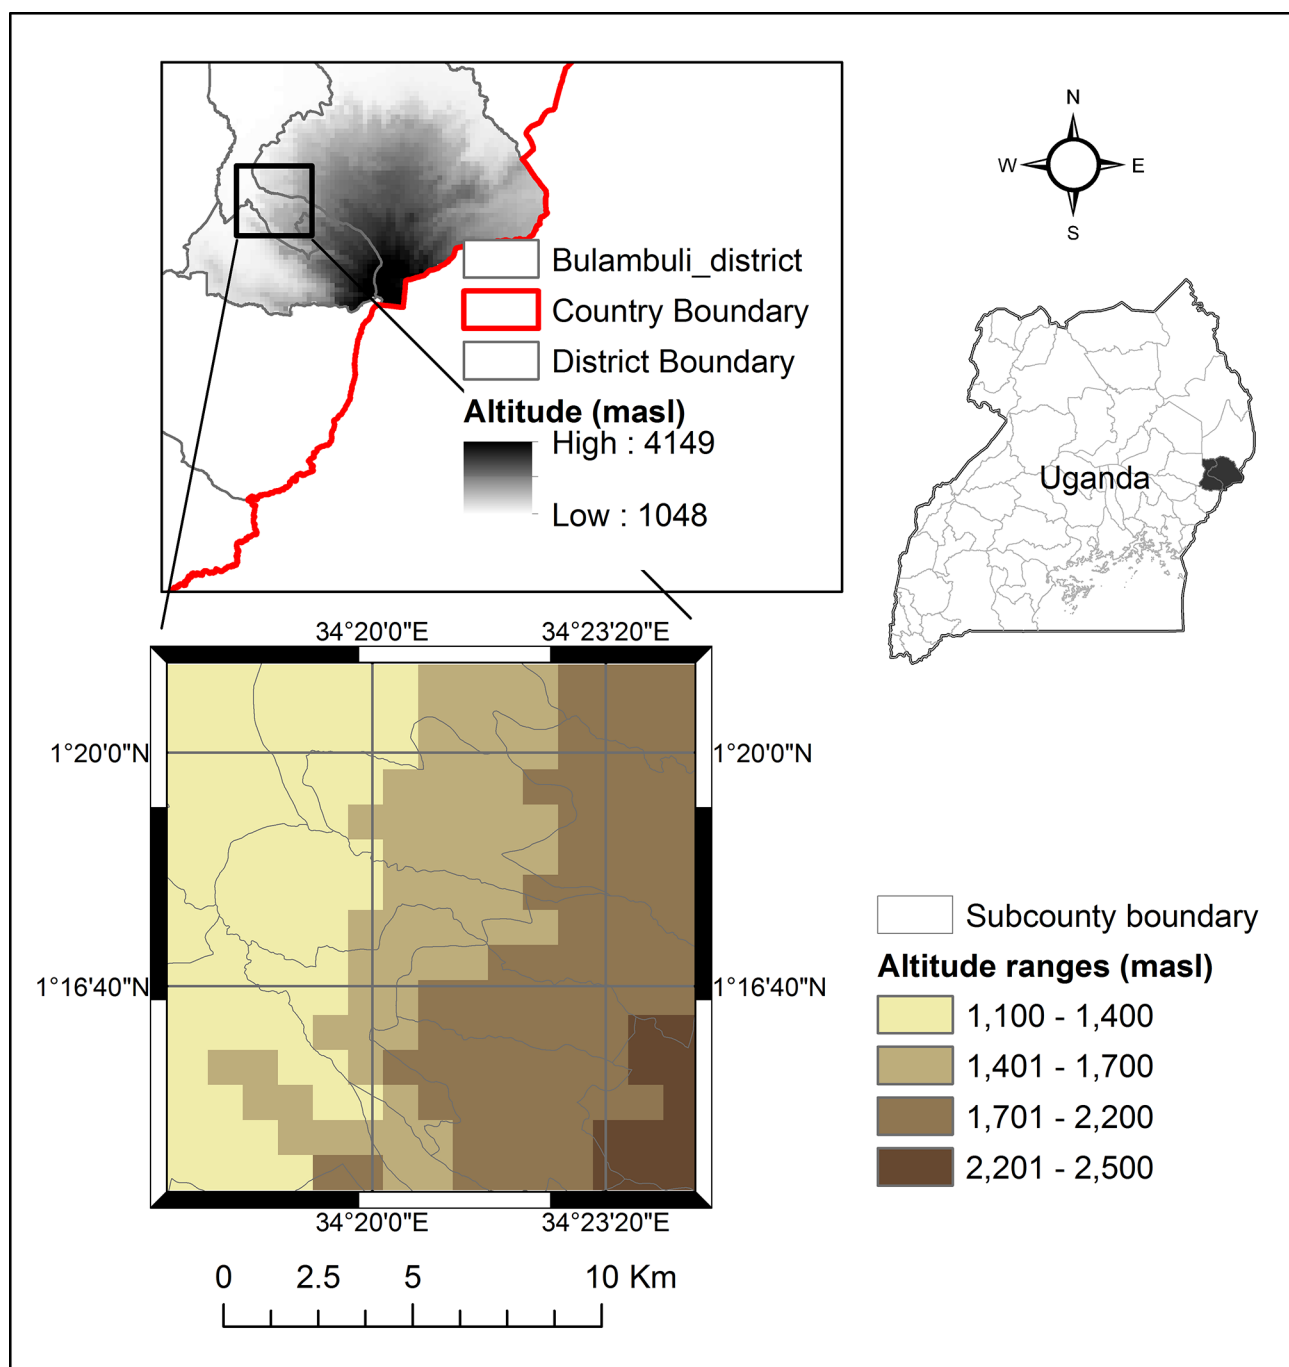 N
W
E
S
Bulambuli_district
Country Boundary
District Boundary
Altitude (masl)
High : 4149
Low : 1048
Uganda
34°20'0"E
34°23'20"E
1°20'0"N
1°20'0"N
1°16'40"N
1°16'40"N
34°20'0"E
34°23'20"E
0
2.5
5
10 Km
Subcounty boundary
Altitude ranges (masl)
1,100 - 1,400
1,401 - 1,700
1,701 - 2,200
2,201 - 2,500